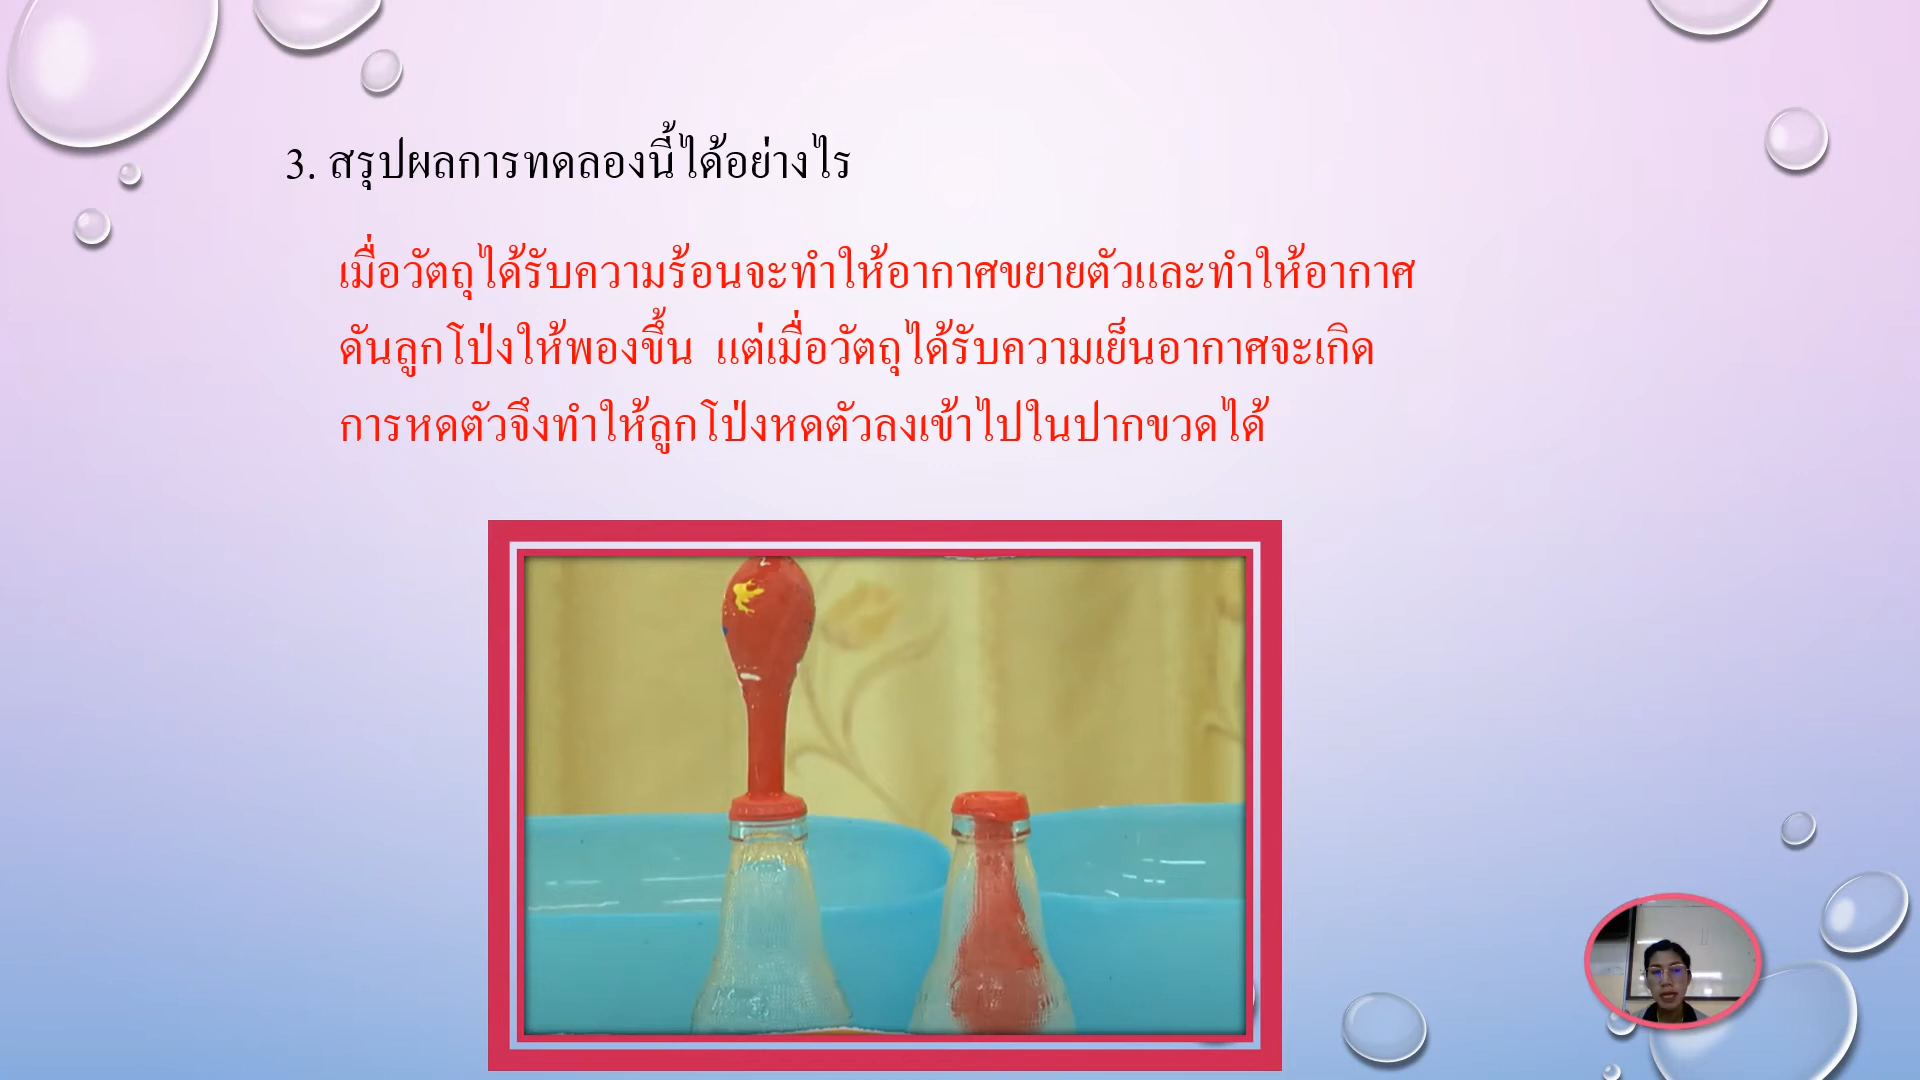 3. สรุปผลการทดลองนี้ได้อย่างไร
เมื่อวัตถุได้รับความร้อนจะทำให้อากาศขยายตัวและทำให้อากาศ
ดันลูกโป่งให้พองขึ้น แต่เมื่อวัตถุได้รับความเย็นอากาศจะเกิด
การหดตัวจึงทำให้ลูกโป่งหดตัวลงเข้าไปในปากขวดได้